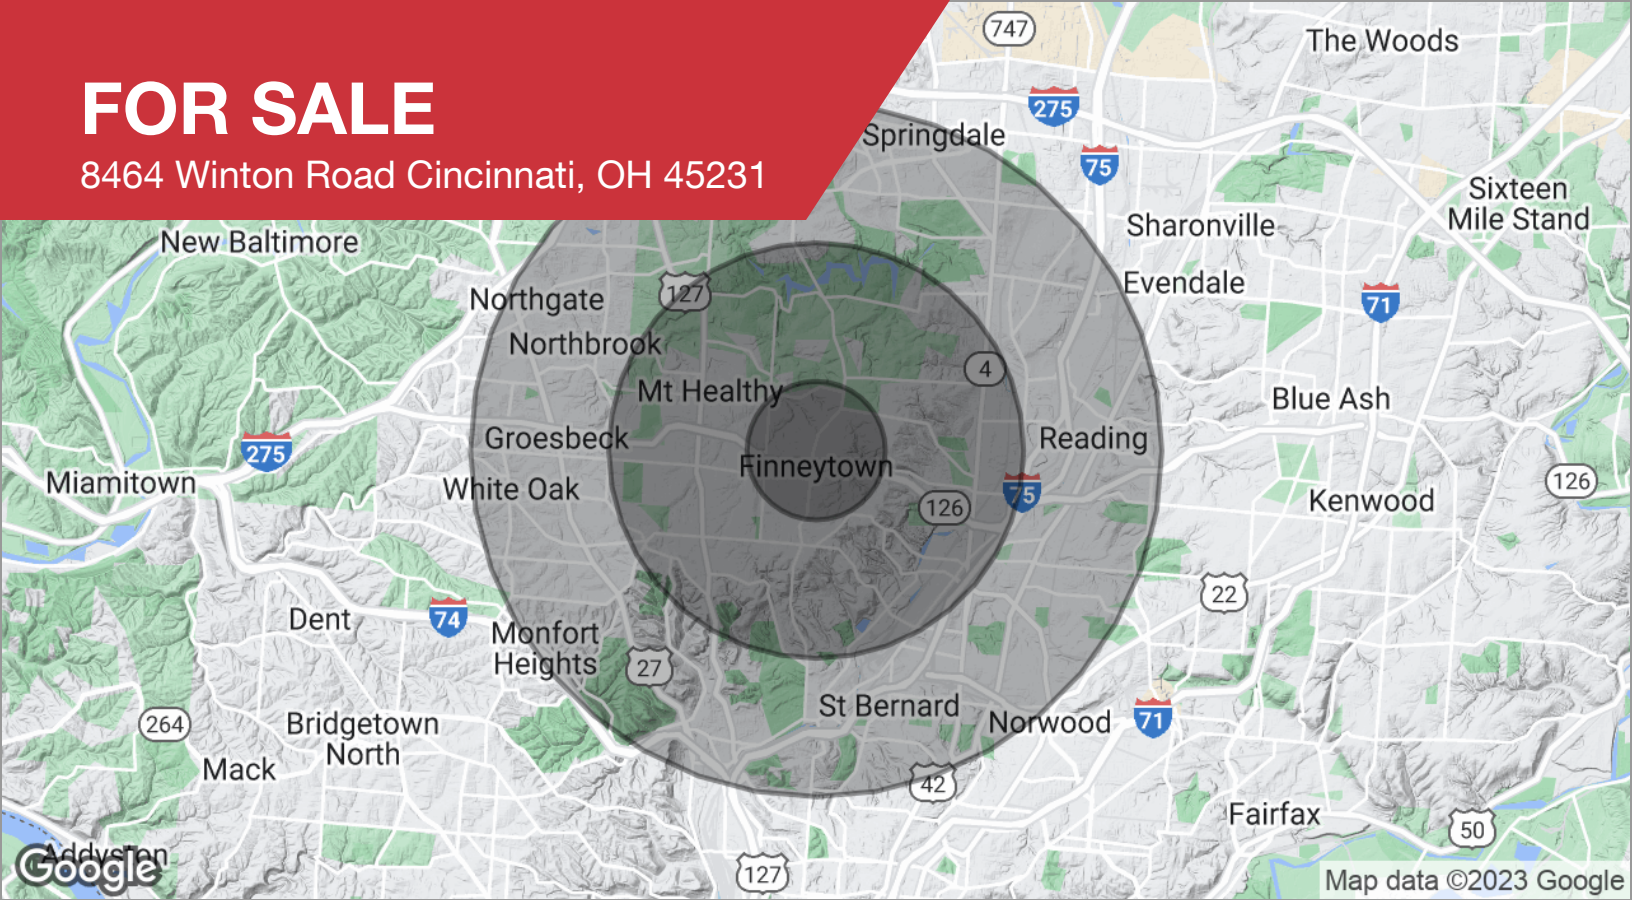 FOR SALE
8464 Winton Road Cincinnati, OH 45231
747
The Woods
275
Springdale
75
Sixteen
Mile Stand
Sharonville
New Baltimore
Evendale
127
Northgate
71
Northbrook
4
Mt Healthy
Blue Ash
Groesbeck
Reading
275
Finneytown
Miamitown
White Oak
75
126
126
Kenwood
22
Dent
74
Monfort
Heights
27
St Bernard
Norwood
71
264
Bridgetown
North
Mack
42
Fairfax
50
Addyston
Google
127
Map data ©2023 Google